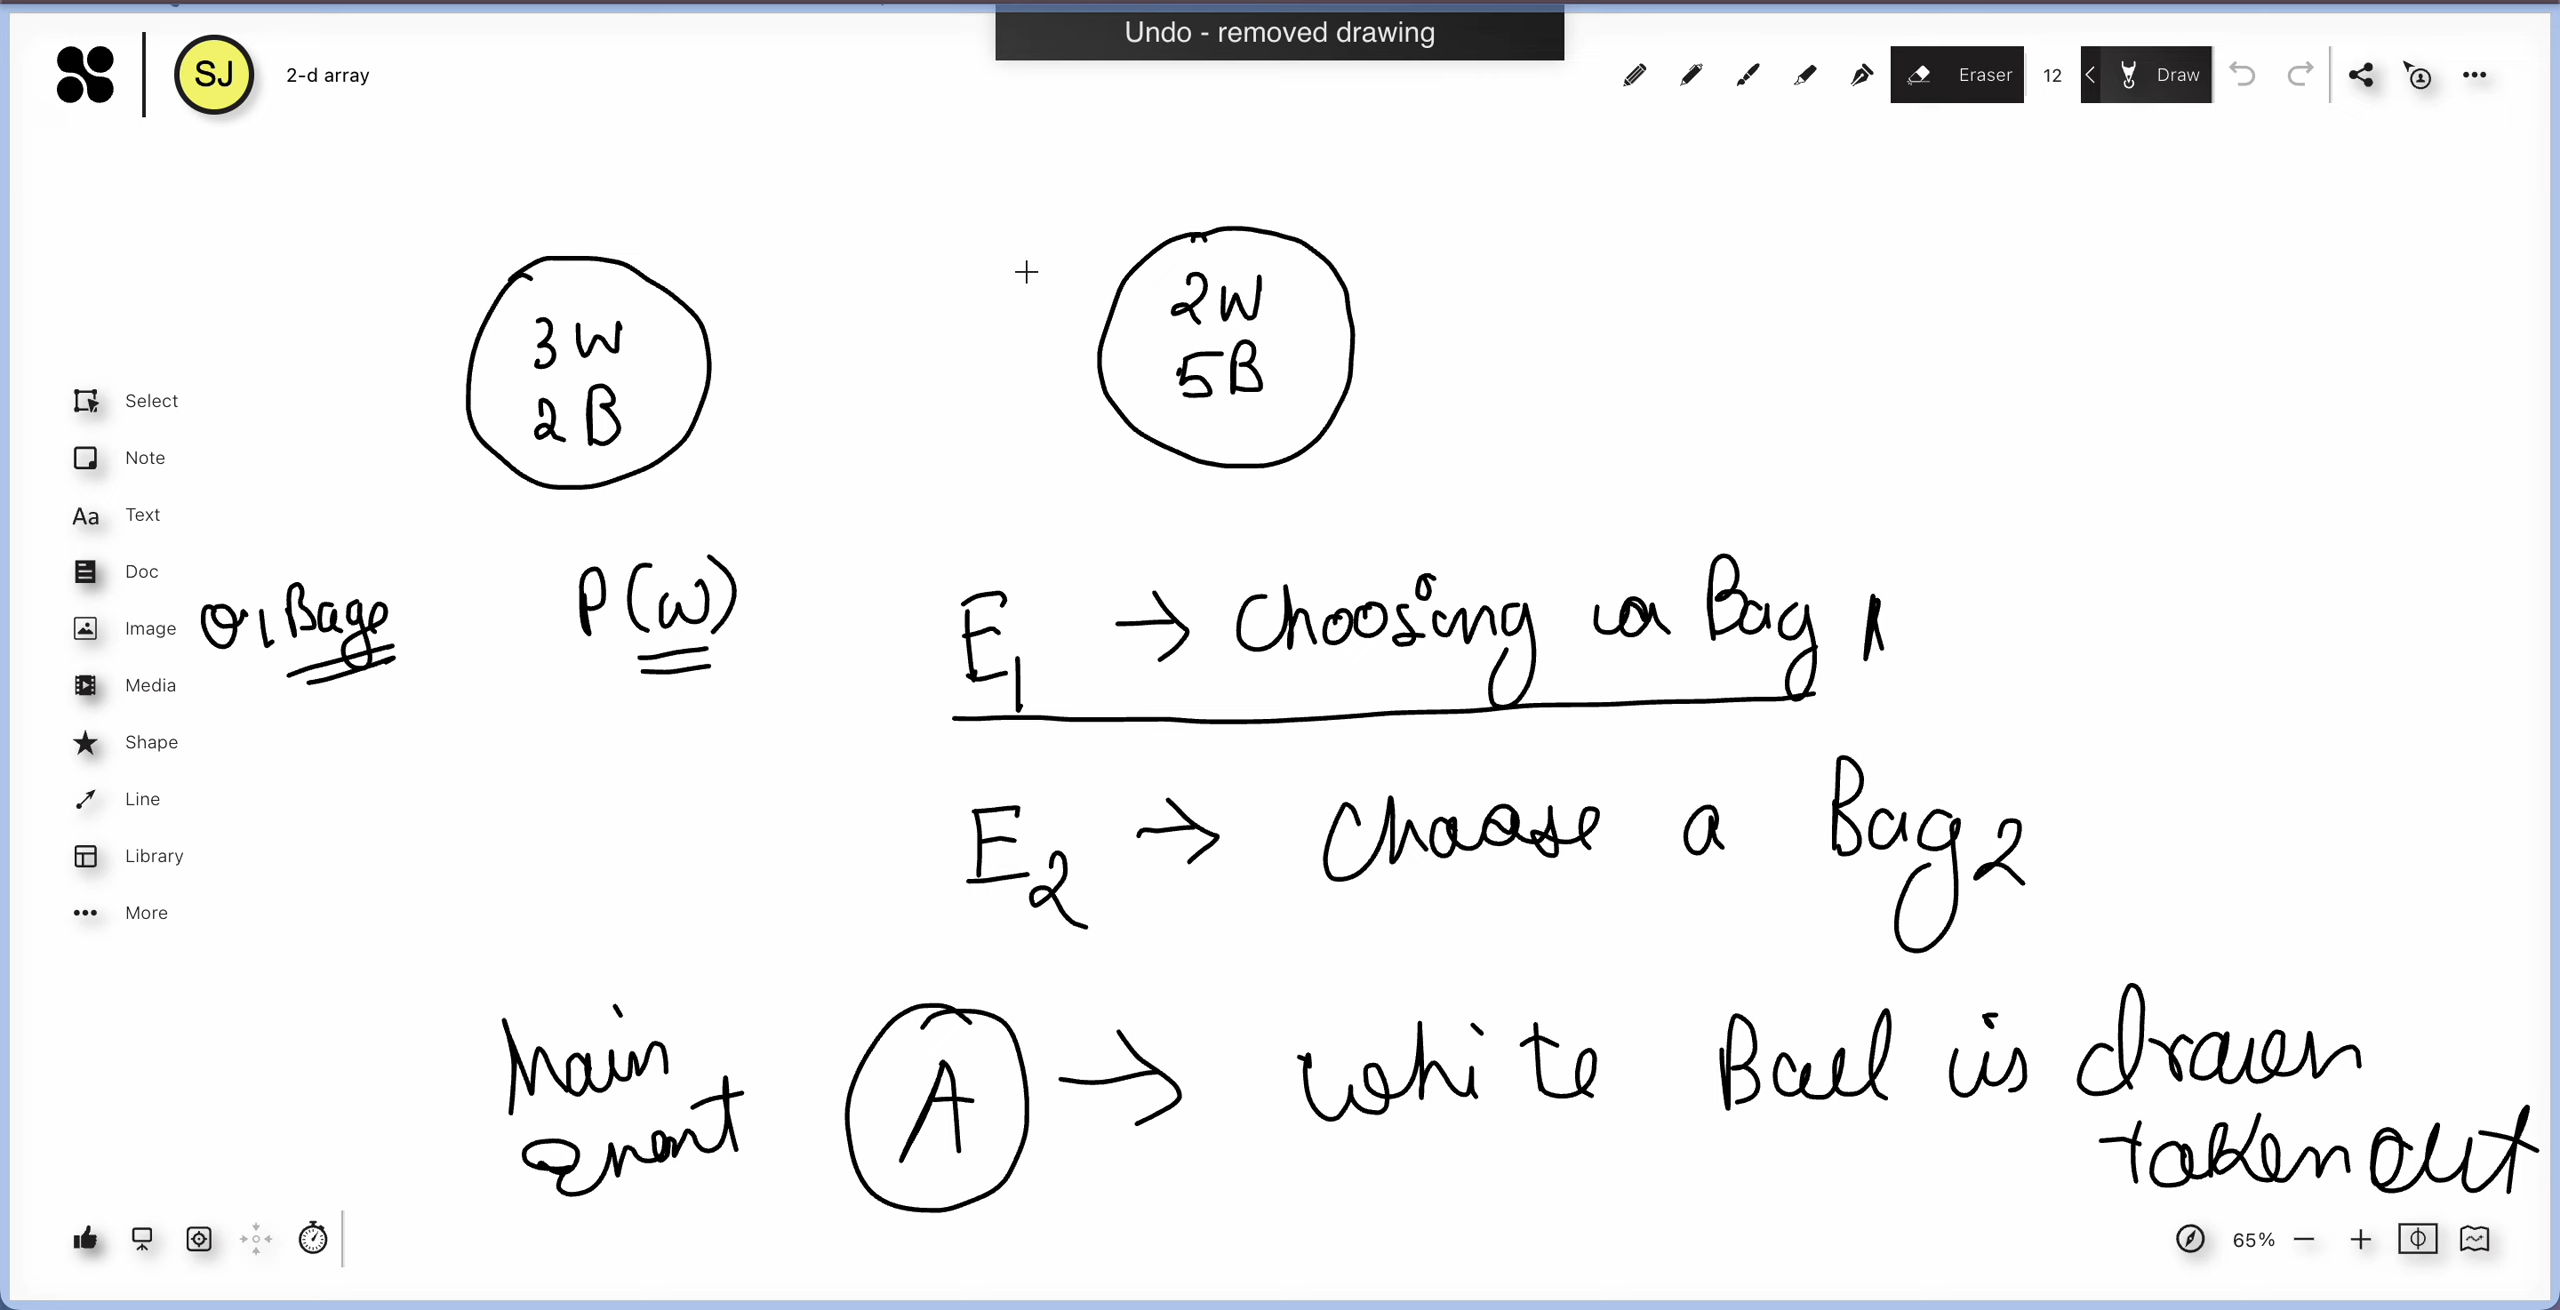 Undo - removed drawing
SJ
2-d array
Eraser
12
Draw
3 W
2 B
2 W
5 B
Select
Note
Text
Doc
Image
Media
Shape
Line
Library
More
Bags
P(W)
E1 → Choosing a Bag 1
E2 → Choose a Bag 2
Main
event
A → White Ball is drawn
taken out
65%